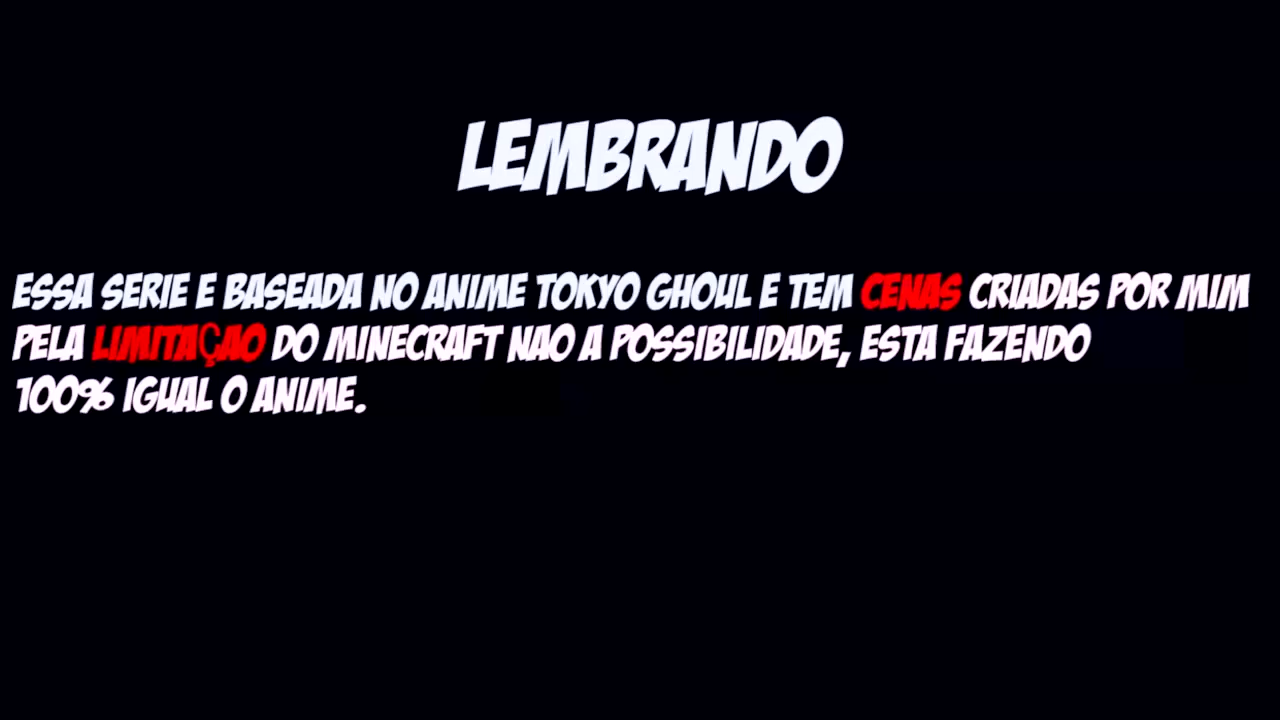 LEMBRANDO
ESSA SERIE E BASEADA NO ANIME TOKYO GHOUL E TEM CENAS CRIADAS POR MIM
PELA LIMITAÇAO DO MINECRAFT NAO A POSSIBILIDADE, ESTA FAZENDO
100% IGUAL O ANIME.